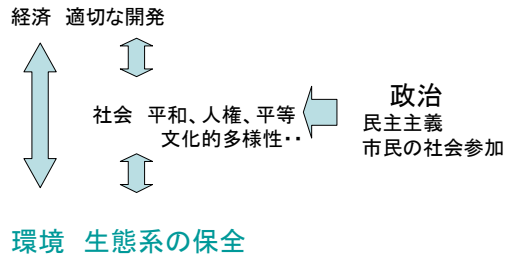 経済　適切な開発
社会　平和、人権、平等
文化的多様性・・
政治
民主主義
市民の社会参加
環境　生態系の保全